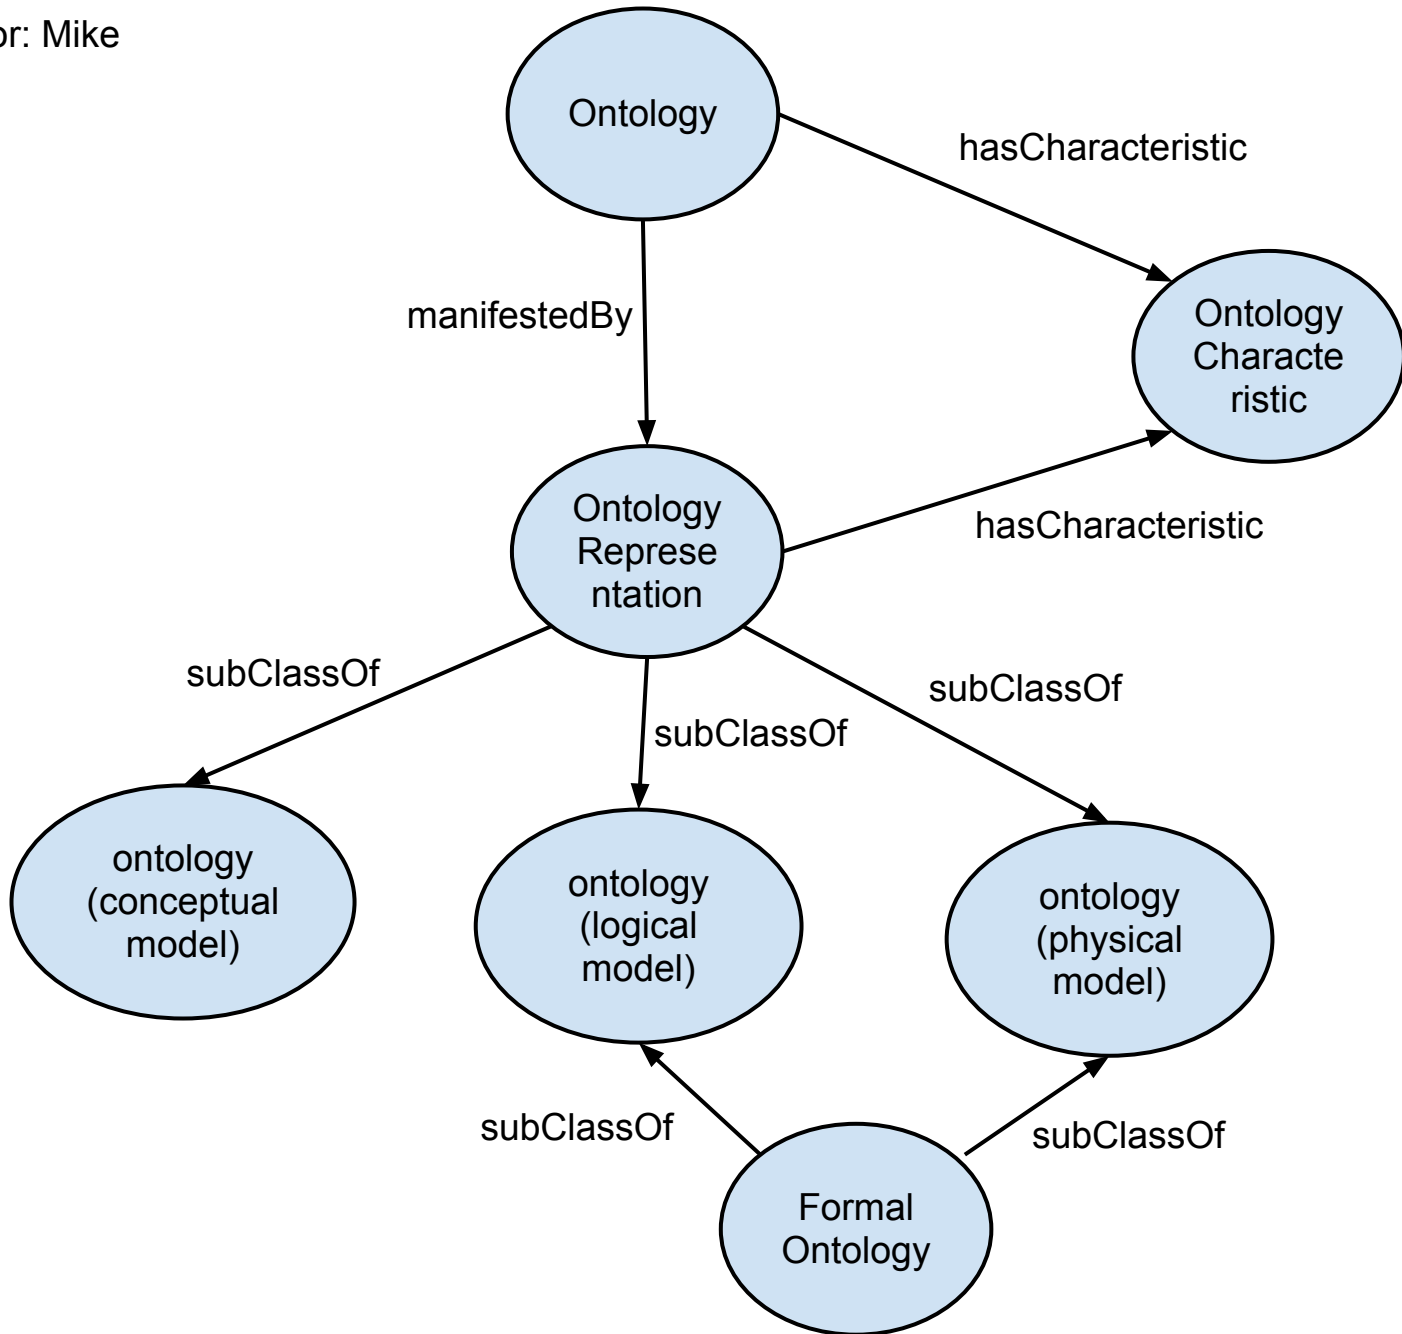 or: Mike
Ontology
hasCharacteristic
Ontology
Characte
ristic
manifestedBy
Ontology
Represe
ntation
hasCharacteristic
subClassOf
subClassOf
subClassOf
ontology
(conceptual
model)
ontology
(logical
model)
ontology
(physical
model)
subClassOf
subClassOf
Formal
Ontology